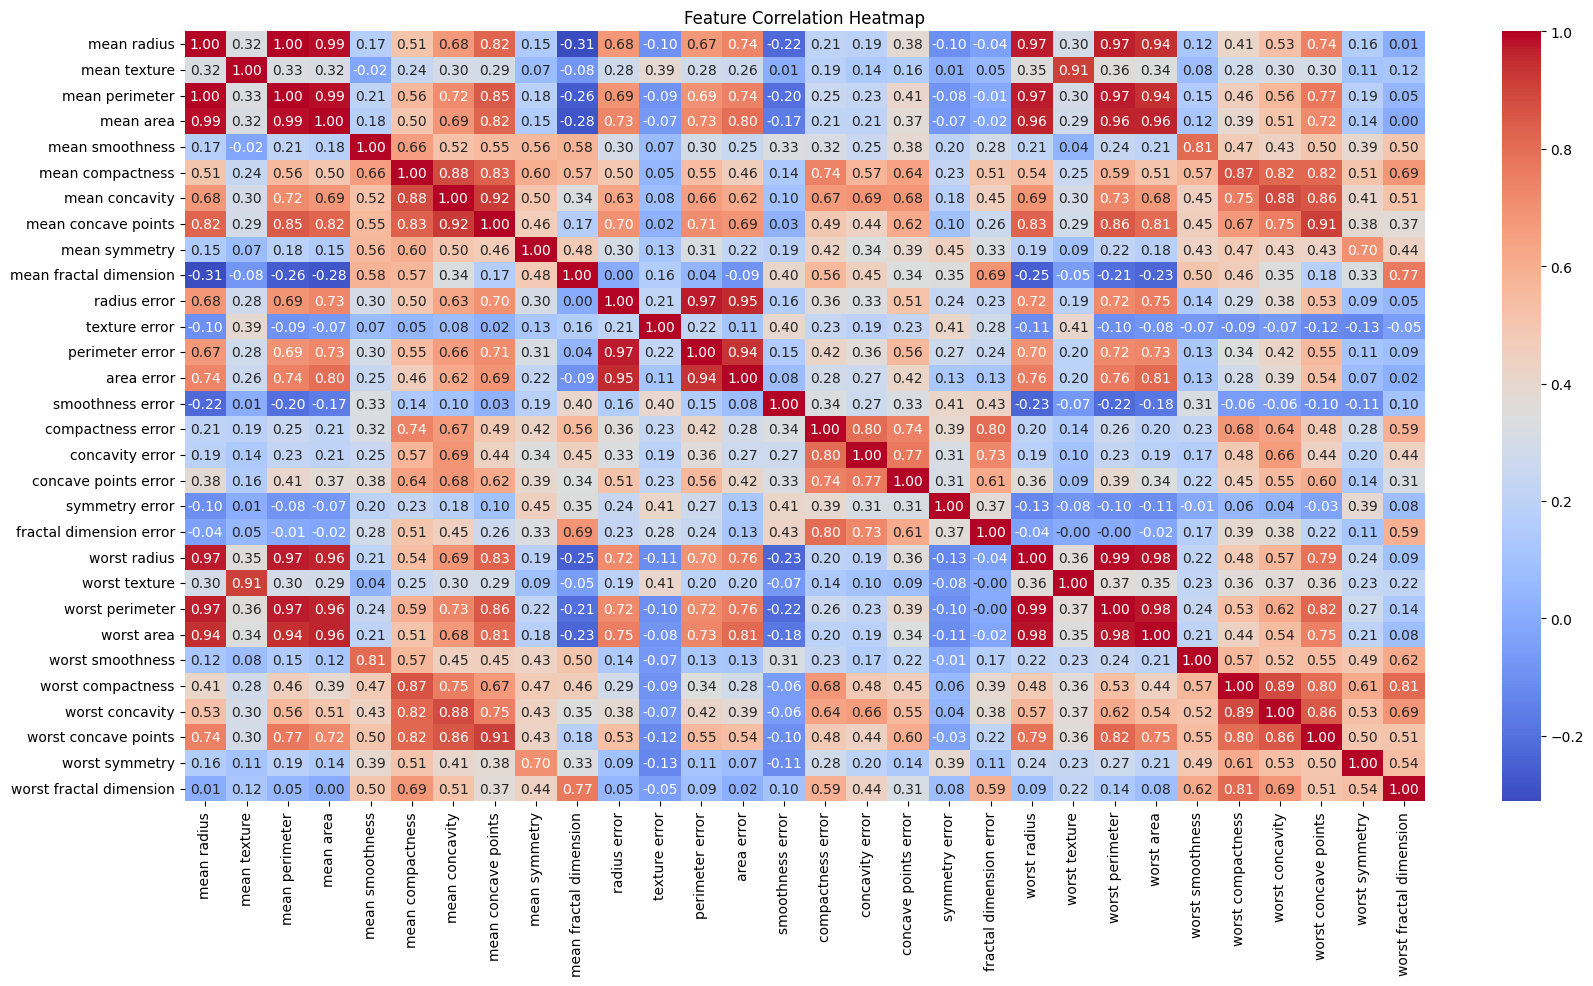 Feature Correlation Heatmap
mean radius 1.00 0.32 1.00 0.99 0.17 0.51 0.68 0.82 0.15 -0.31 0.68 -0.10 0.67 0.74 -0.22 0.21 0.19 0.38 -0.10 -0.04 0.97 0.30 0.97 0.94 0.12 0.41 0.53 0.74 0.16 0.01
mean texture 0.32 1.00 0.33 0.32 -0.02 0.24 0.30 0.29 0.07 -0.08 0.28 0.39 0.28 0.26 0.01 0.19 0.14 0.16 0.01 0.05 0.35 0.91 0.36 0.34 0.08 0.28 0.30 0.30 0.11 0.12
mean perimeter 1.00 0.33 1.00 0.99 0.21 0.56 0.72 0.85 0.18 -0.26 0.69 -0.09 0.69 0.74 -0.20 0.25 0.23 0.41 -0.08 -0.01 0.97 0.30 0.97 0.94 0.15 0.46 0.56 0.77 0.19 0.05
mean area 0.99 0.32 0.99 1.00 0.18 0.50 0.69 0.82 0.15 -0.28 0.73 -0.07 0.73 0.80 -0.17 0.21 0.21 0.37 -0.07 -0.02 0.96 0.29 0.96 0.96 0.12 0.39 0.51 0.72 0.14 0.00
mean smoothness 0.17 -0.02 0.21 0.18 1.00 0.66 0.52 0.55 0.56 0.58 0.30 0.07 0.30 0.25 0.33 0.32 0.25 0.38 0.20 0.28 0.21 0.04 0.24 0.21 0.81 0.47 0.43 0.50 0.39 0.50
mean compactness 0.51 0.24 0.56 0.50 0.66 1.00 0.88 0.83 0.60 0.57 0.50 0.05 0.55 0.46 0.14 0.74 0.57 0.64 0.23 0.51 0.54 0.25 0.59 0.51 0.57 0.87 0.82 0.82 0.51 0.69
mean concavity 0.68 0.30 0.72 0.69 0.52 0.88 1.00 0.92 0.50 0.34 0.63 0.08 0.66 0.62 0.10 0.67 0.69 0.68 0.18 0.45 0.69 0.30 0.73 0.68 0.45 0.75 0.88 0.86 0.41 0.51
mean concave points 0.82 0.29 0.85 0.82 0.55 0.83 0.92 1.00 0.46 0.17 0.70 0.02 0.71 0.69 0.03 0.49 0.44 0.62 0.10 0.26 0.83 0.29 0.86 0.81 0.45 0.67 0.75 0.91 0.38 0.37
mean symmetry 0.15 0.07 0.18 0.15 0.56 0.60 0.50 0.46 1.00 0.48 0.30 0.13 0.31 0.22 0.19 0.42 0.34 0.39 0.45 0.33 0.19 0.09 0.22 0.18 0.43 0.47 0.43 0.43 0.70 0.44
mean fractal dimension -0.31 -0.08 -0.26 -0.28 0.58 0.57 0.34 0.17 0.48 1.00 0.00 0.16 0.04 -0.09 0.40 0.56 0.45 0.34 0.35 0.69 -0.25 -0.05 -0.21 -0.23 0.50 0.46 0.35 0.18 0.33 0.77
radius error 0.68 0.28 0.69 0.73 0.30 0.50 0.63 0.70 0.30 0.00 1.00 0.21 0.97 0.95 0.16 0.36 0.33 0.51 0.24 0.23 0.72 0.19 0.72 0.75 0.14 0.29 0.38 0.53 0.09 0.05
texture error -0.10 0.39 -0.09 -0.07 0.07 0.05 0.08 0.02 0.13 0.16 0.21 1.00 0.22 0.11 0.40 0.23 0.19 0.23 0.41 0.28 -0.11 0.41 -0.10 -0.08 -0.07 -0.09 -0.07 -0.12 -0.13 -0.05
perimeter error 0.67 0.28 0.69 0.73 0.30 0.55 0.66 0.71 0.31 0.04 0.97 0.22 1.00 0.94 0.15 0.42 0.36 0.56 0.27 0.24 0.70 0.20 0.72 0.73 0.13 0.34 0.42 0.55 0.11 0.09
area error 0.74 0.26 0.74 0.80 0.25 0.46 0.62 0.69 0.22 -0.09 0.95 0.11 0.94 1.00 0.08 0.28 0.27 0.42 0.13 0.13 0.76 0.20 0.76 0.81 0.13 0.28 0.39 0.54 0.07 0.02
smoothness error -0.22 0.01 -0.20 -0.17 0.33 0.14 0.10 0.03 0.19 0.40 0.16 0.40 0.15 0.08 1.00 0.34 0.27 0.33 0.41 0.43 -0.23 -0.07 -0.22 -0.18 0.31 -0.06 -0.06 -0.10 -0.11 0.10
compactness error 0.21 0.19 0.25 0.21 0.32 0.74 0.67 0.49 0.42 0.56 0.36 0.23 0.42 0.28 0.34 1.00 0.80 0.74 0.39 0.80 0.20 0.14 0.26 0.20 0.23 0.68 0.64 0.48 0.28 0.59
concavity error 0.19 0.14 0.23 0.21 0.25 0.57 0.69 0.44 0.34 0.45 0.33 0.19 0.36 0.27 0.27 0.80 1.00 0.77 0.31 0.73 0.19 0.10 0.23 0.19 0.17 0.48 0.66 0.44 0.20 0.44
concave points error 0.38 0.16 0.41 0.37 0.38 0.64 0.68 0.62 0.39 0.34 0.51 0.23 0.56 0.42 0.33 0.74 0.77 1.00 0.31 0.61 0.36 0.09 0.39 0.34 0.22 0.45 0.55 0.60 0.14 0.31
symmetry error -0.10 0.01 -0.08 -0.07 0.20 0.23 0.18 0.10 0.45 0.35 0.24 0.41 0.27 0.13 0.41 0.39 0.31 0.31 1.00 0.37 -0.13 -0.08 -0.10 -0.11 -0.01 0.06 0.04 -0.03 0.39 0.08
fractal dimension error -0.04 0.05 -0.01 -0.02 0.28 0.51 0.45 0.26 0.33 0.69 0.23 0.28 0.24 0.13 0.43 0.80 0.73 0.61 0.37 1.00 -0.04 -0.00 -0.00 -0.02 0.17 0.39 0.38 0.22 0.11 0.59
worst radius 0.97 0.35 0.97 0.96 0.21 0.54 0.69 0.83 0.19 -0.25 0.72 -0.11 0.70 0.76 -0.23 0.20 0.19 0.36 -0.13 -0.04 1.00 0.36 0.99 0.98 0.22 0.48 0.57 0.79 0.24 0.09
worst texture 0.30 0.91 0.30 0.29 0.04 0.25 0.30 0.29 0.09 -0.05 0.19 0.41 0.20 0.20 -0.07 0.14 0.10 0.09 -0.08 -0.00 0.36 1.00 0.37 0.35 0.23 0.36 0.37 0.36 0.23 0.22
worst perimeter 0.97 0.36 0.97 0.96 0.24 0.59 0.73 0.86 0.22 -0.21 0.72 -0.10 0.72 0.76 -0.22 0.26 0.23 0.39 -0.10 -0.00 0.99 0.37 1.00 0.98 0.24 0.53 0.62 0.82 0.27 0.14
worst area 0.94 0.34 0.94 0.96 0.21 0.51 0.68 0.81 0.18 -0.23 0.75 -0.08 0.73 0.81 -0.18 0.20 0.19 0.34 -0.11 -0.02 0.98 0.35 0.98 1.00 0.21 0.44 0.54 0.75 0.21 0.08
worst smoothness 0.12 0.08 0.15 0.12 0.81 0.57 0.45 0.45 0.43 0.50 0.14 -0.07 0.13 0.13 0.31 0.23 0.17 0.22 -0.01 0.17 0.22 0.23 0.24 0.21 1.00 0.57 0.52 0.55 0.49 0.62
worst compactness 0.41 0.28 0.46 0.39 0.47 0.87 0.75 0.67 0.47 0.46 0.29 -0.09 0.34 0.28 -0.06 0.68 0.48 0.45 0.06 0.39 0.48 0.36 0.53 0.44 0.57 1.00 0.89 0.80 0.61 0.81
worst concavity 0.53 0.30 0.56 0.51 0.43 0.82 0.88 0.75 0.43 0.35 0.38 -0.07 0.42 0.39 -0.06 0.64 0.66 0.55 0.04 0.38 0.57 0.37 0.62 0.54 0.52 0.89 1.00 0.86 0.53 0.69
worst concave points 0.74 0.30 0.77 0.72 0.50 0.82 0.86 0.91 0.43 0.18 0.53 -0.12 0.55 0.54 -0.10 0.48 0.44 0.60 -0.03 0.22 0.79 0.36 0.82 0.75 0.55 0.80 0.86 1.00 0.50 0.51
worst symmetry 0.16 0.11 0.19 0.14 0.39 0.51 0.41 0.38 0.70 0.33 0.09 -0.13 0.11 0.07 -0.11 0.28 0.20 0.14 0.39 0.11 0.24 0.23 0.27 0.21 0.49 0.61 0.53 0.50 1.00 0.54
worst fractal dimension 0.01 0.12 0.05 0.00 0.50 0.69 0.51 0.37 0.44 0.77 0.05 -0.05 0.09 0.02 0.10 0.59 0.44 0.31 0.08 0.59 0.09 0.22 0.14 0.08 0.62 0.81 0.69 0.51 0.54 1.00
mean radius
mean texture
mean perimeter
mean area
mean smoothness
mean compactness
mean concavity
mean concave points
mean symmetry
mean fractal dimension
radius error
texture error
perimeter error
area error
smoothness error
compactness error
concavity error
concave points error
symmetry error
fractal dimension error
worst radius
worst texture
worst perimeter
worst area
worst smoothness
worst compactness
worst concavity
worst concave points
worst symmetry
worst fractal dimension
1.0
0.8
0.6
0.4
0.2
0.0
−0.2